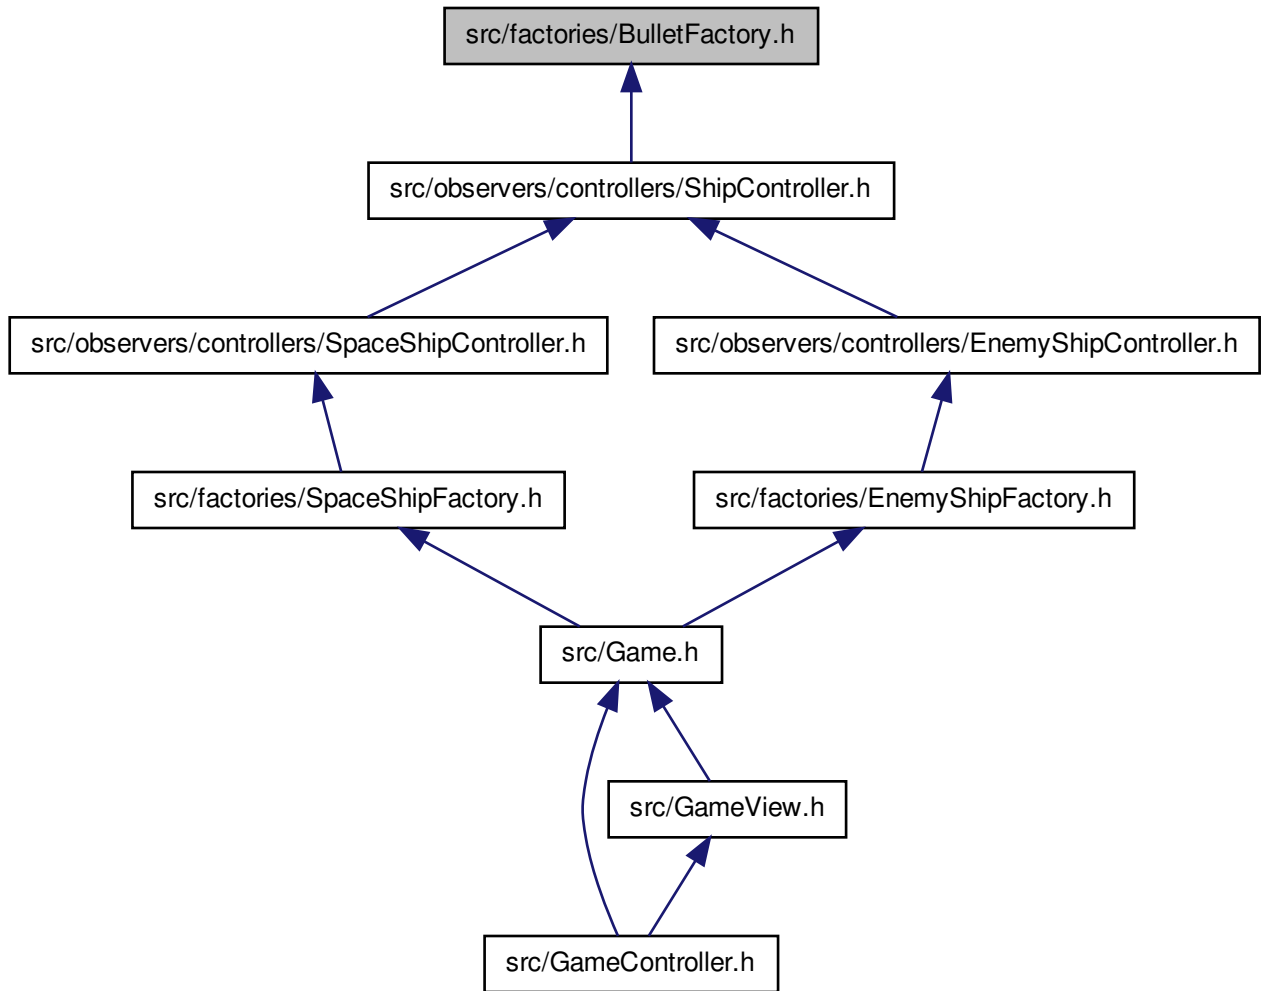 src/factories/BulletFactory.h
src/observers/controllers/ShipController.h
src/observers/controllers/SpaceShipController.h
src/observers/controllers/EnemyShipController.h
src/factories/SpaceShipFactory.h
src/factories/EnemyShipFactory.h
src/Game.h
src/GameView.h
src/GameController.h